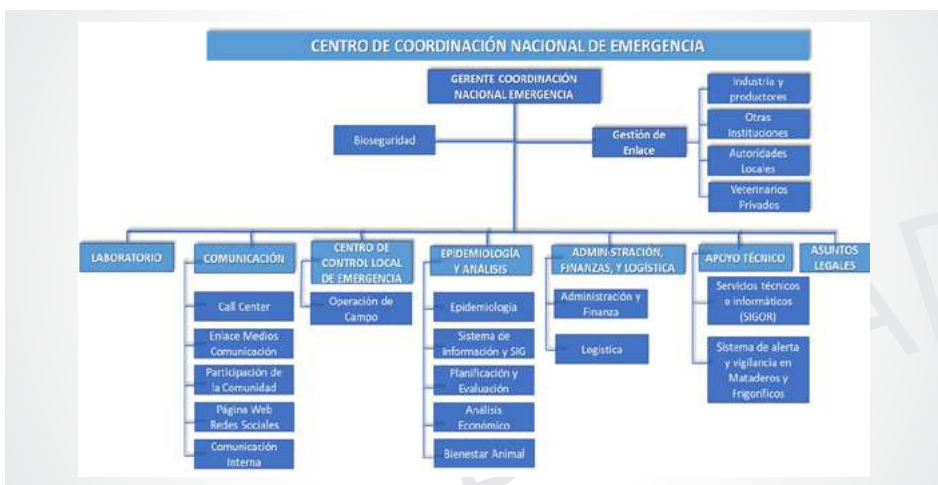 CENTRO DE COORDINACIÓN NACIONAL DE EMERGENCIA
GERENTE COORDINACIÓN
NACIONAL EMERGENCIA
Bioseguridad
Gestión de
Enlace
Industria y
productores
Otras
Instituciones
Autoridades
Locales
Veterinarios
Privados
LABORATORIO
COMUNICACIÓN
Call Center
Enlace Medios
Comunicación
Participación de
la Comunidad
Página Web
Redes Sociales
Comunicación
Interna
CENTRO DE
CONTROL LOCAL
DE EMERGENCIA
Operación de
Campo
EPIDEMIOLOGÍA
Y ANÁLISIS
Epidemiología
Sistema de
Información y SIG
Planificación y
Evaluación
Análisis
Económico
Bienestar Animal
ADMINISTRACIÓN,
FINANZAS, Y LOGÍSTICA
Administración y
Finanza
Logística
APOYO TÉCNICO
Servicios técnicos
e informáticos
(SIGOR)
Sistema de alerta
y vigilancia en
Mataderos y
Frigoríficos
ASUNTOS
LEGALES